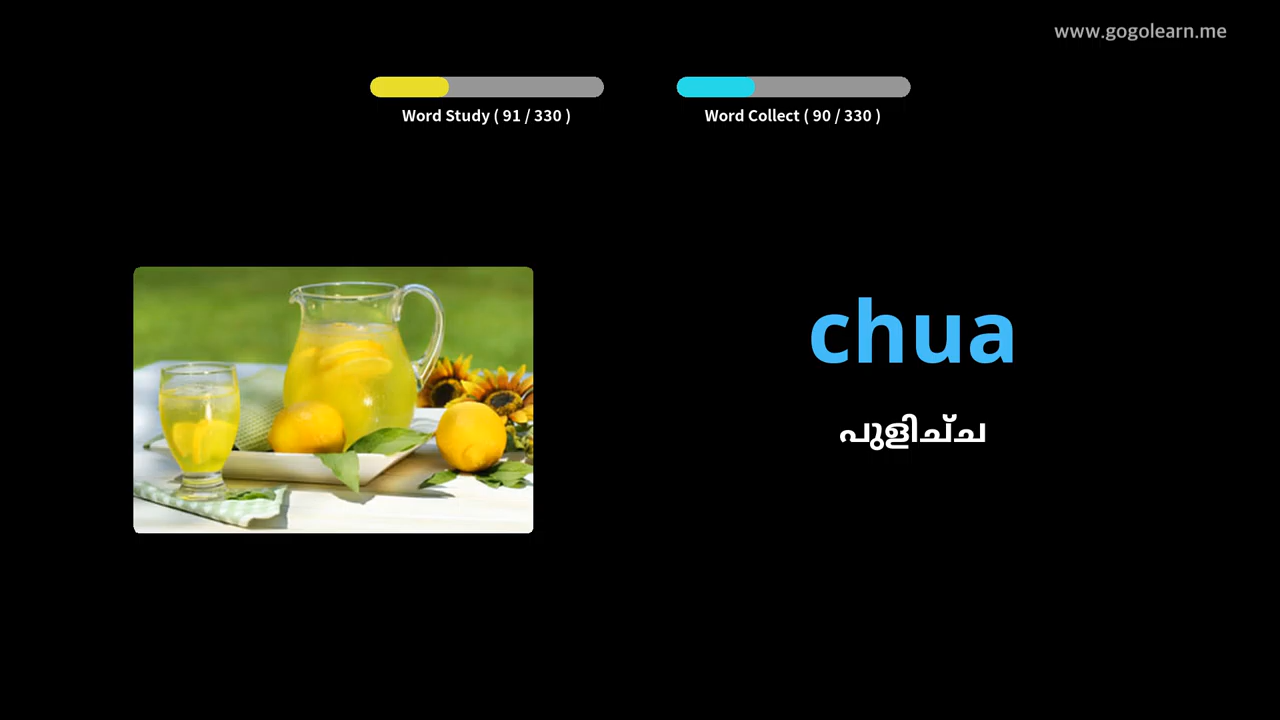 www.gogolearn.me
Word Study ( 91 / 330 )
Word Collect ( 90 / 330 )
chua
പുളിച്ച